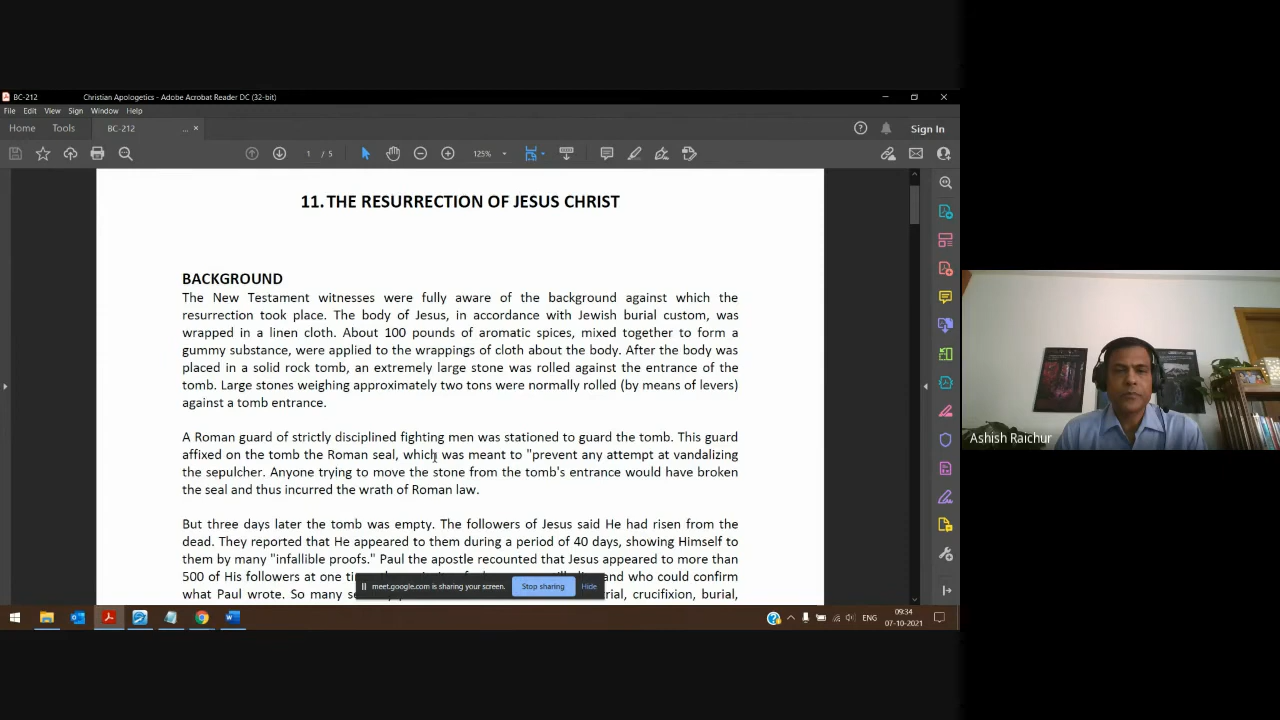 BC-212 Christian Apologetics - Adobe Acrobat Reader DC (32-bit)
File Edit View Sign Window Help
Home Tools BC-212 ... × Sign In
1 / 5 125%
11. THE RESURRECTION OF JESUS CHRIST
BACKGROUND
The New Testament witnesses were fully aware of the background against which the
resurrection took place. The body of Jesus, in accordance with Jewish burial custom, was
wrapped in a linen cloth. About 100 pounds of aromatic spices, mixed together to form a
gummy substance, were applied to the wrappings of cloth about the body. After the body was
placed in a solid rock tomb, an extremely large stone was rolled against the entrance of the
tomb. Large stones weighing approximately two tons were normally rolled (by means of levers)
against a tomb entrance.
A Roman guard of strictly disciplined fighting men was stationed to guard the tomb. This guard
affixed on the tomb the Roman seal, which was meant to "prevent any attempt at vandalizing
the sepulcher. Anyone trying to move the stone from the tomb's entrance would have broken
the seal and thus incurred the wrath of Roman law.
But three days later the tomb was empty. The followers of Jesus said He had risen from the
dead. They reported that He appeared to them during a period of 40 days, showing Himself to
them by many "infallible proofs." Paul the apostle recounted that Jesus appeared to more than
500 of His followers at one and who could confirm
what Paul wrote. So many crucifixion, burial,
meet.google.com is sharing your screen. Stop sharing Hide
ENG 09:34
07-10-2021
Ashish Raichur